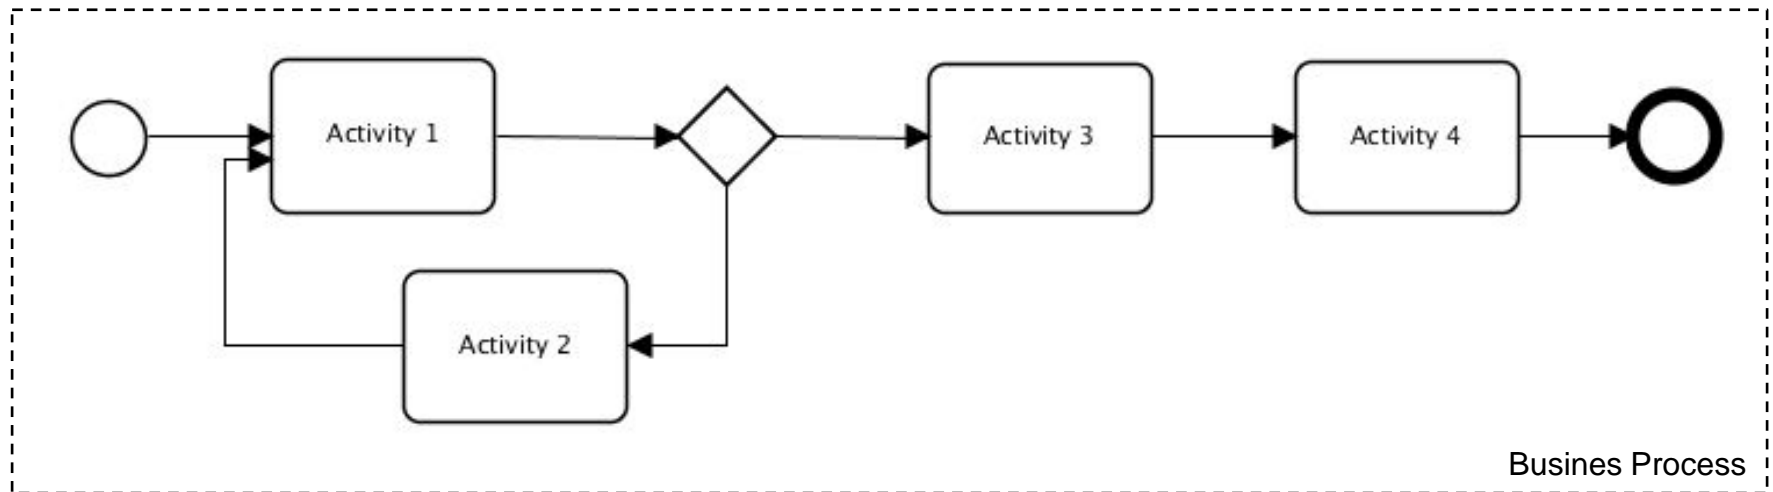 Activity 1
Activity 3
Activity 4
Activity 2
Busines Process